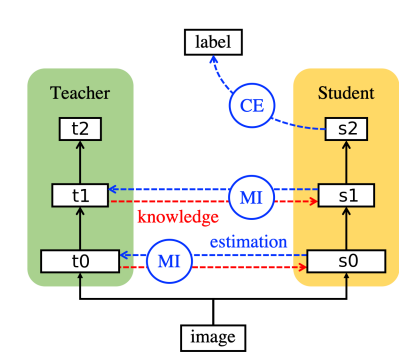 label
Teacher
Student
CE
t2
s2
t1
MI
s1
knowledge
estimation
t0
MI
s0
image